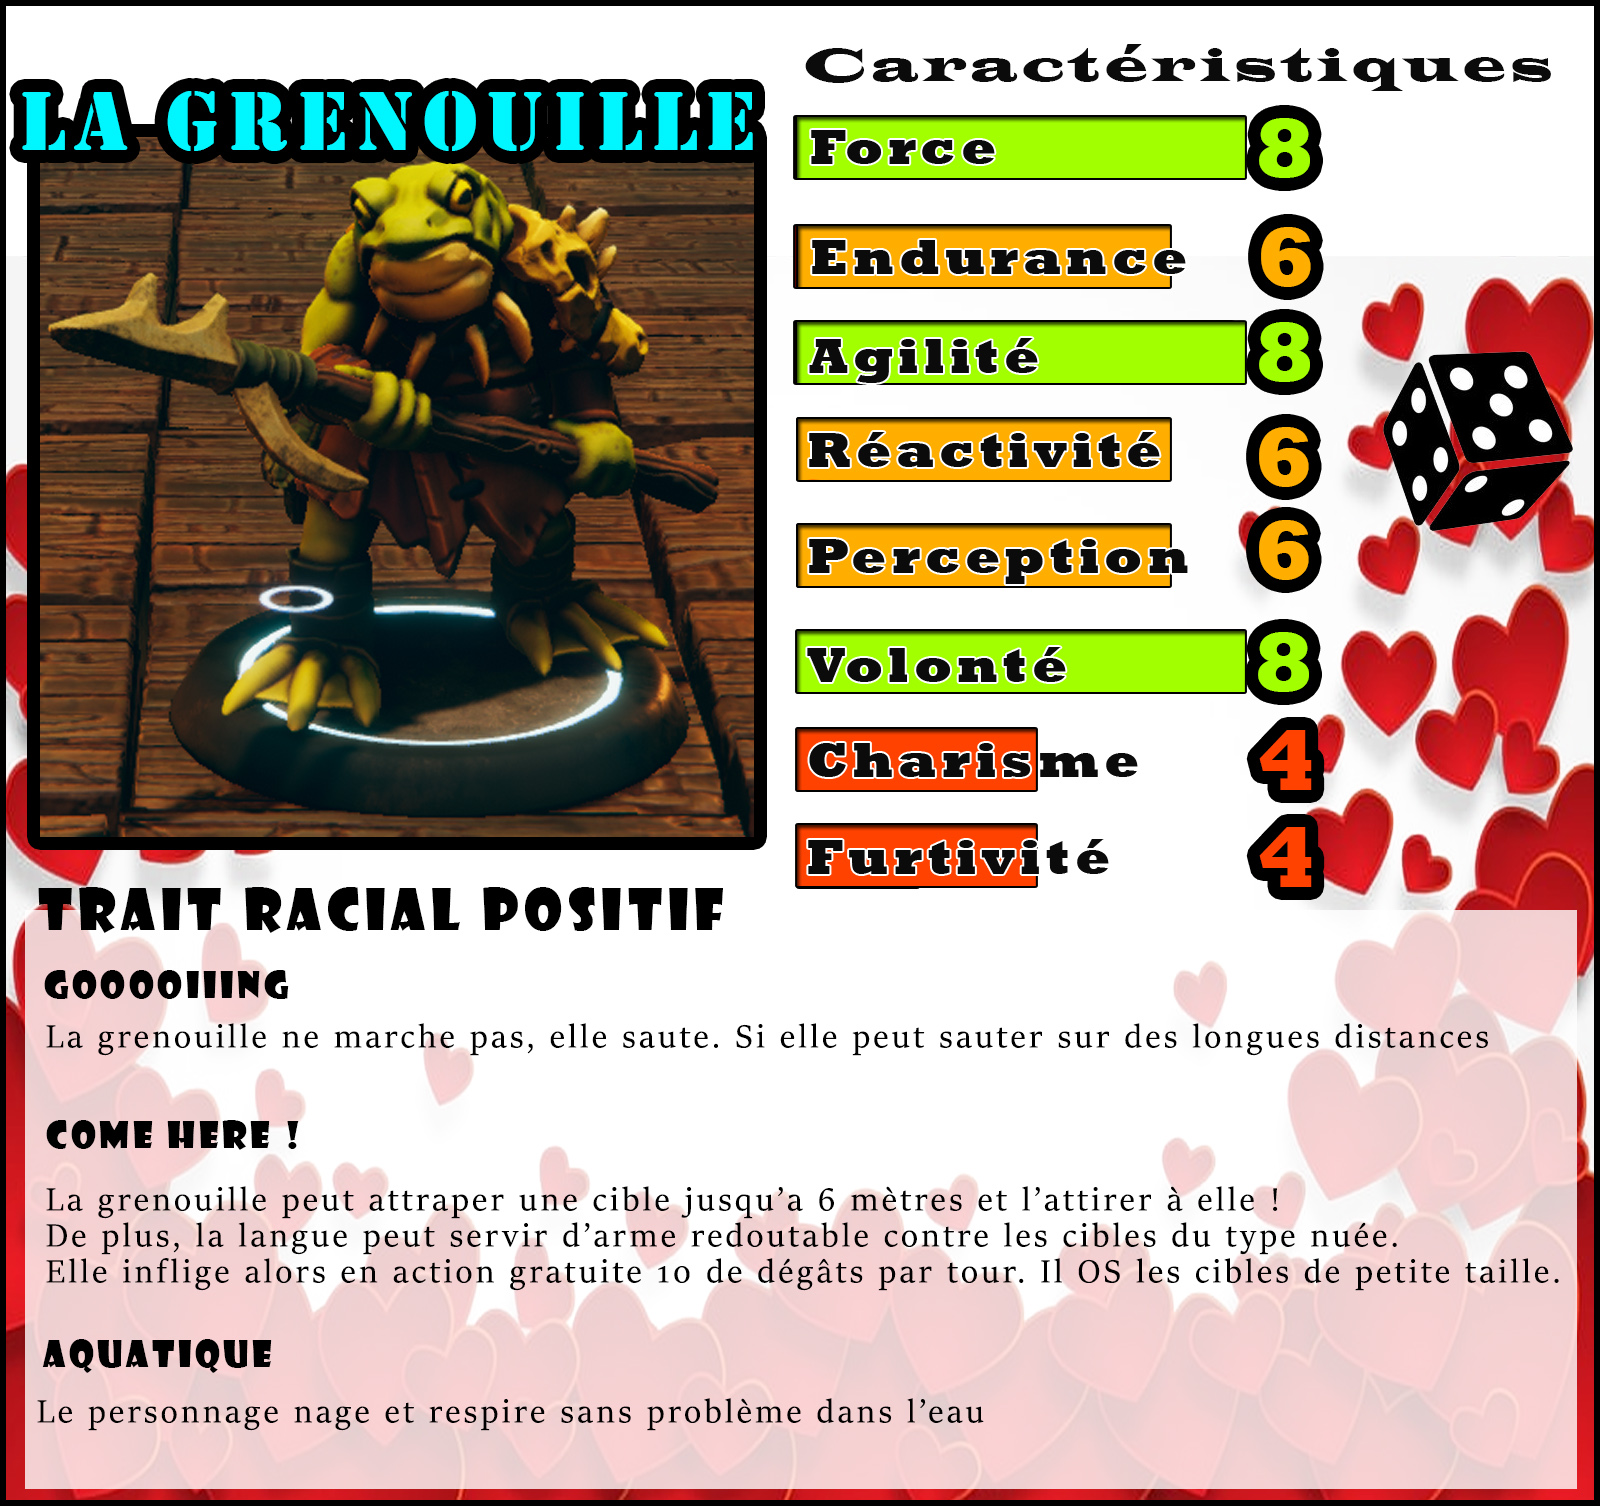 LA GRENOUILLE
Caractéristiques
Force 8
Endurance 6
Agilité 8
Réactivité 6
Perception 6
Volonté 8
Charisme 4
Furtivité 4
TRAIT RACIAL POSITIF
GOOOOIIING
La grenouille ne marche pas, elle saute. Si elle peut sauter sur des longues distances
COME HERE !
La grenouille peut attraper une cible jusqu’a 6 mètres et l’attirer à elle !
De plus, la langue peut servir d’arme redoutable contre les cibles du type nuée.
Elle inflige alors en action gratuite 10 de dégâts par tour. Il OS les cibles de petite taille.
AQUATIQUE
Le personnage nage et respire sans problème dans l’eau